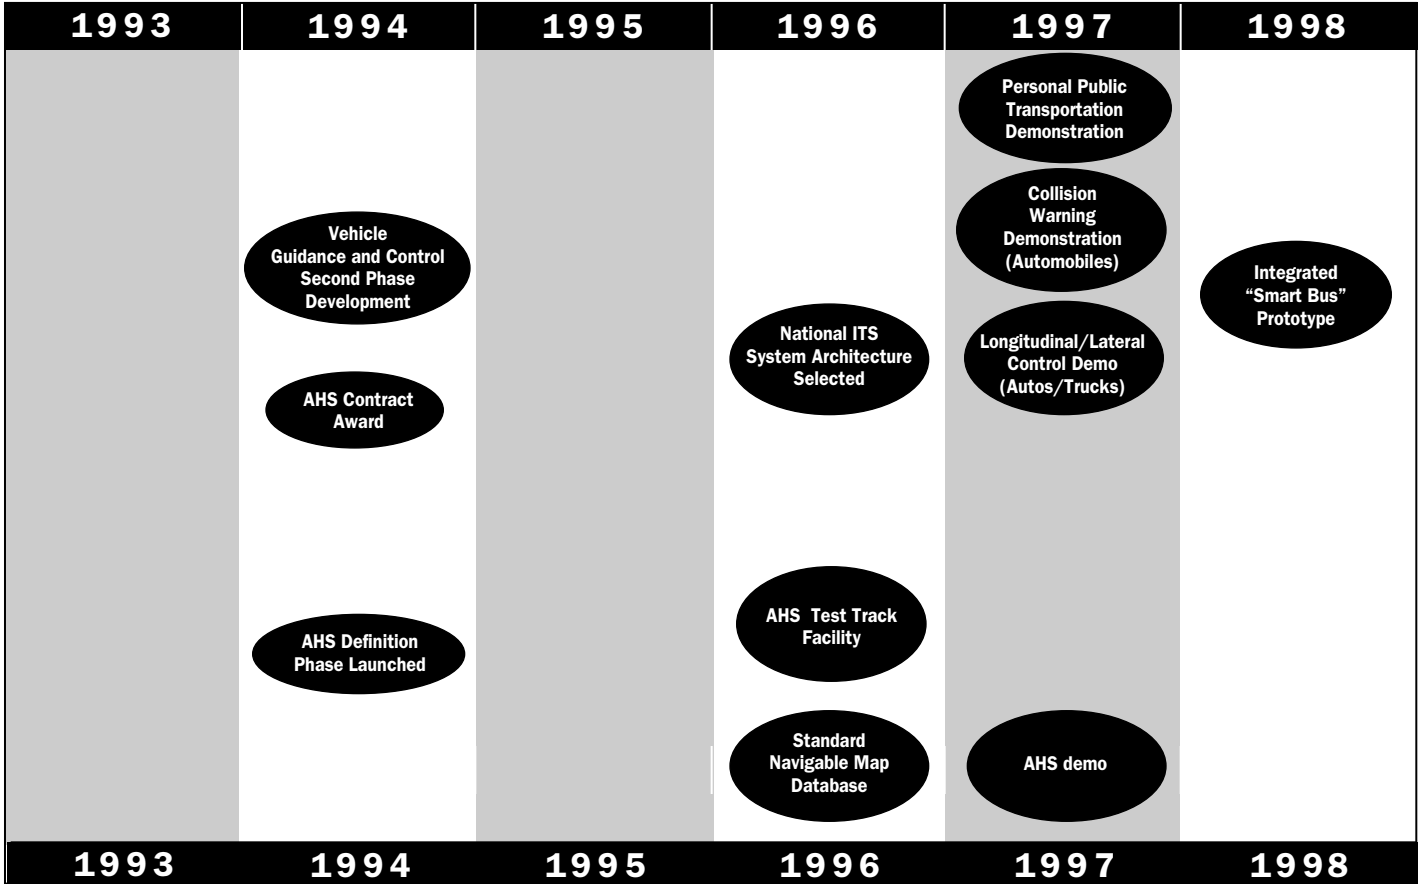 1993 1994 1995 1996 1997 1998
Personal Public
Transportation
Demonstration
Collision
Warning
Demonstration
(Automobiles)
Vehicle
Guidance and Control
Second Phase
Development
Integrated
“Smart Bus”
Prototype
National ITS
System Architecture
Selected
Longitudinal/Lateral
Control Demo
(Autos/Trucks)
AHS Contract
Award
AHS Test Track
Facility
AHS Definition
Phase Launched
Standard
Navigable Map
Database
AHS demo
1993 1994 1995 1996 1997 1998